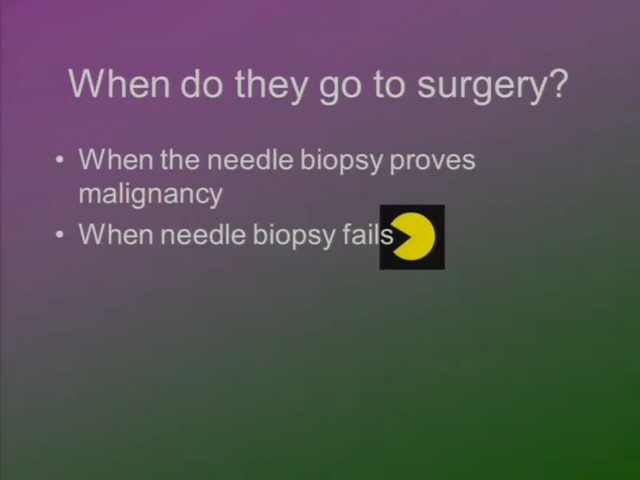 When do they go to surgery?
• When the needle biopsy proves
malignancy
• When needle biopsy fails